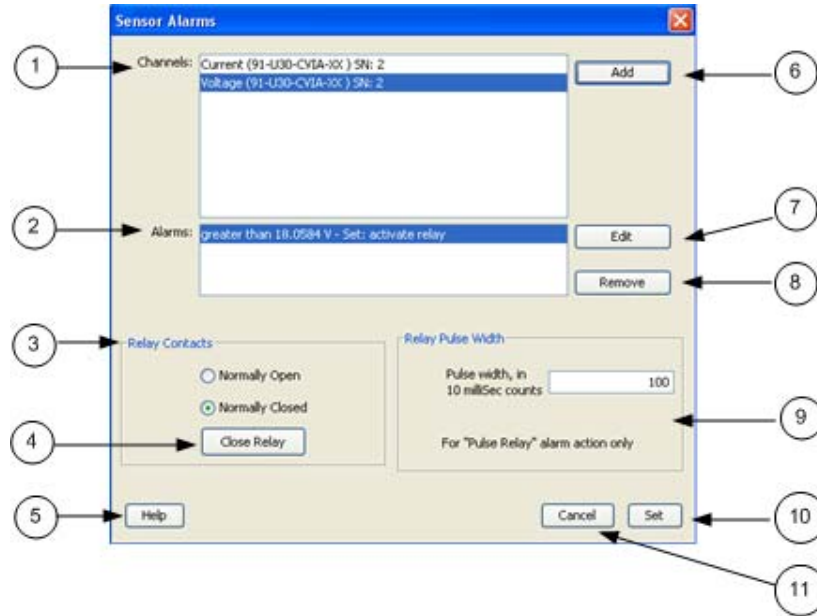 Sensor Alarms
1
Channels:
Current (91-U30-CVIA-XX ) SN: 2
Voltage (91-U30-CVIA-XX ) SN: 2
Add
6
2
Alarms:
greater than 18.0584 V - Set: activate relay
Edit
7
Remove
8
3
Relay Contacts
Normally Open
Normally Closed
4
Close Relay
Relay Pulse Width
Pulse width, in
10 milliSec counts
100
For "Pulse Relay" alarm action only
9
5
Help
Cancel
Set
10
11